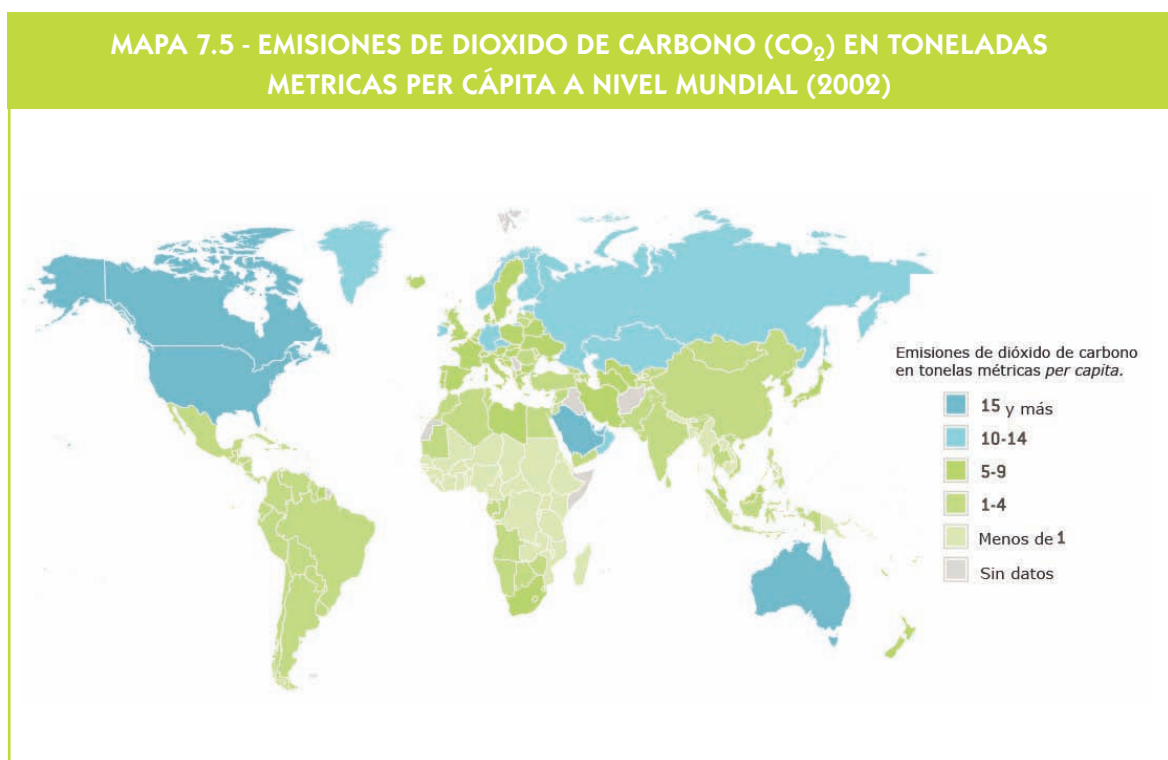 MAPA 7.5 - EMISIONES DE DIOXIDO DE CARBONO (CO₂) EN TONELADAS
METRICAS PER CÁPITA A NIVEL MUNDIAL (2002)
Emisiones de dióxido de carbono
en tonelas métricas per capita.
15 y más
10-14
5-9
1-4
Menos de 1
Sin datos